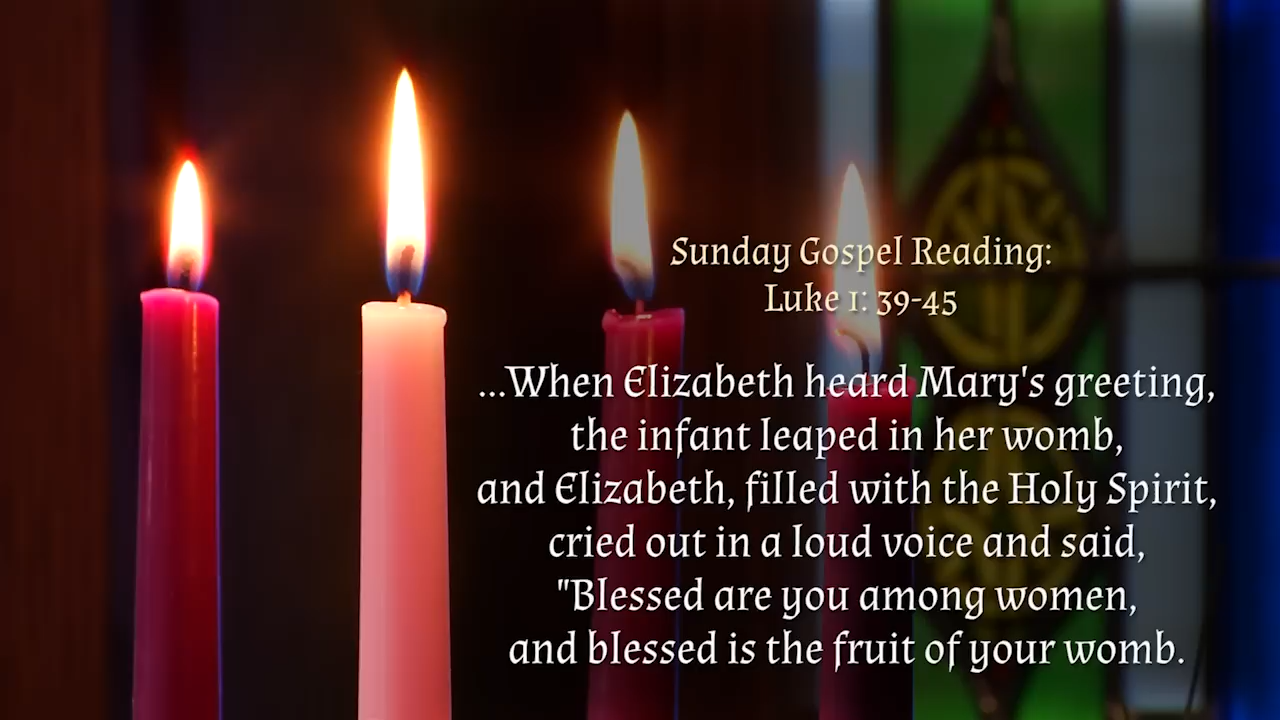 Sunday Gospel Reading:
Luke 1: 39-45
...When Elizabeth heard Mary's greeting,
the infant leaped in her womb,
and Elizabeth, filled with the Holy Spirit,
cried out in a loud voice and said,
"Blessed are you among women,
and blessed is the fruit of your womb.